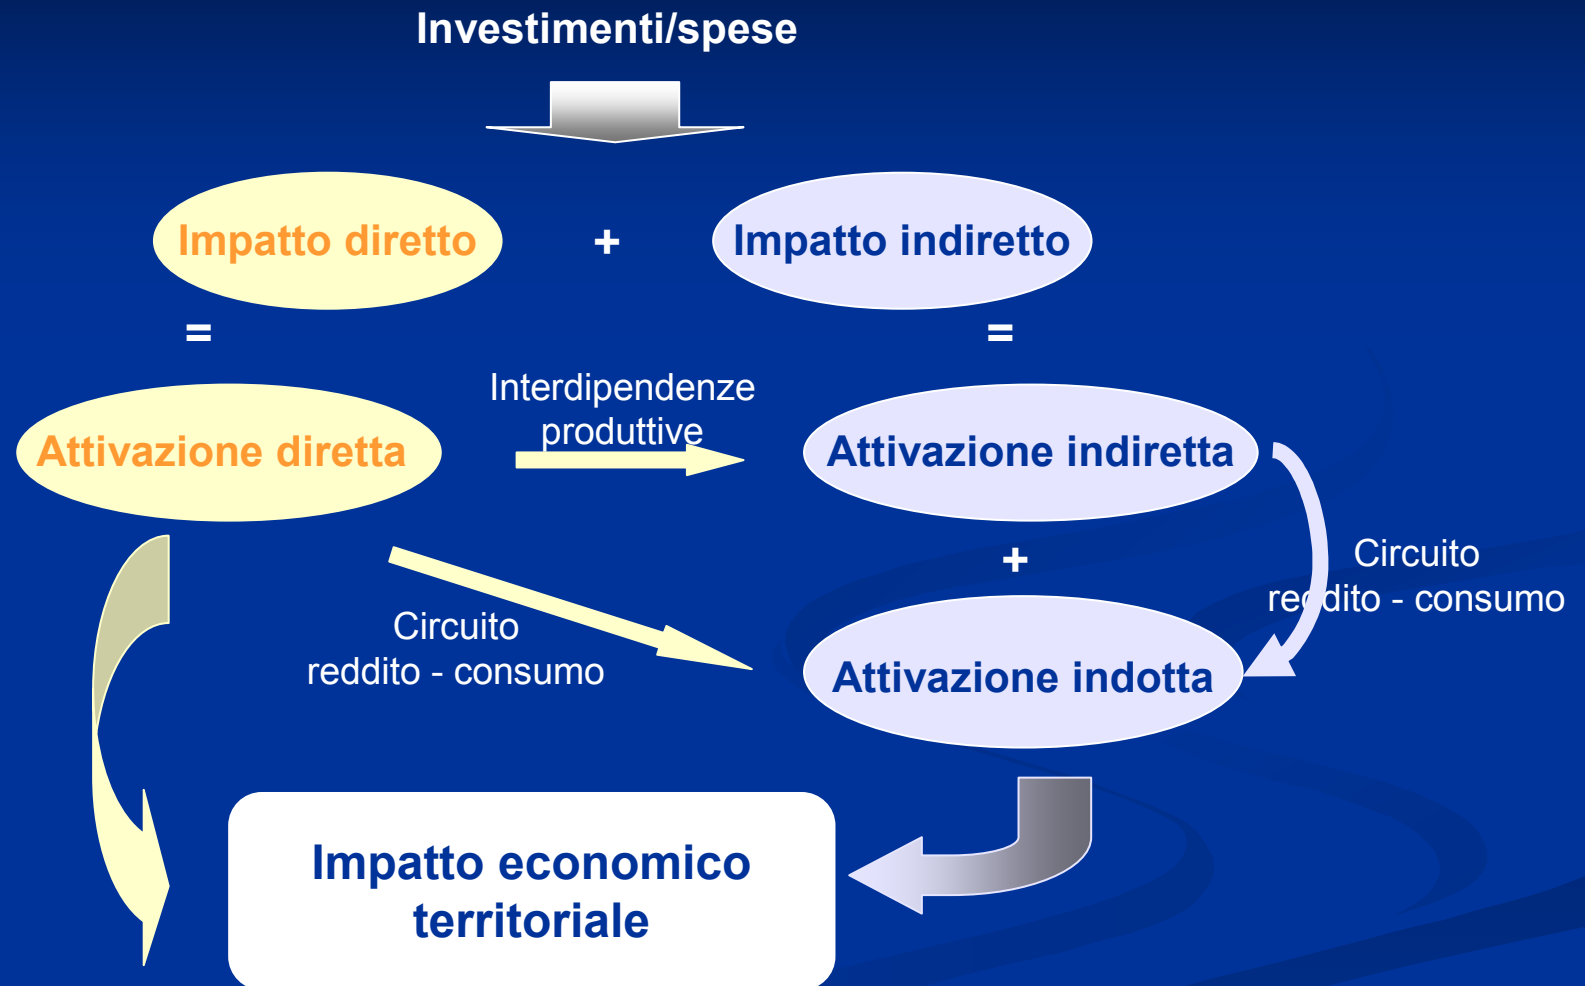 Investimenti/spese
Impatto diretto
+
Impatto indiretto
=
=
Interdipendenze
produttive
Attivazione diretta
Attivazione indiretta
+
Circuito
reddito - consumo
Circuito
reddito - consumo
Attivazione indotta
Impatto economico
territoriale